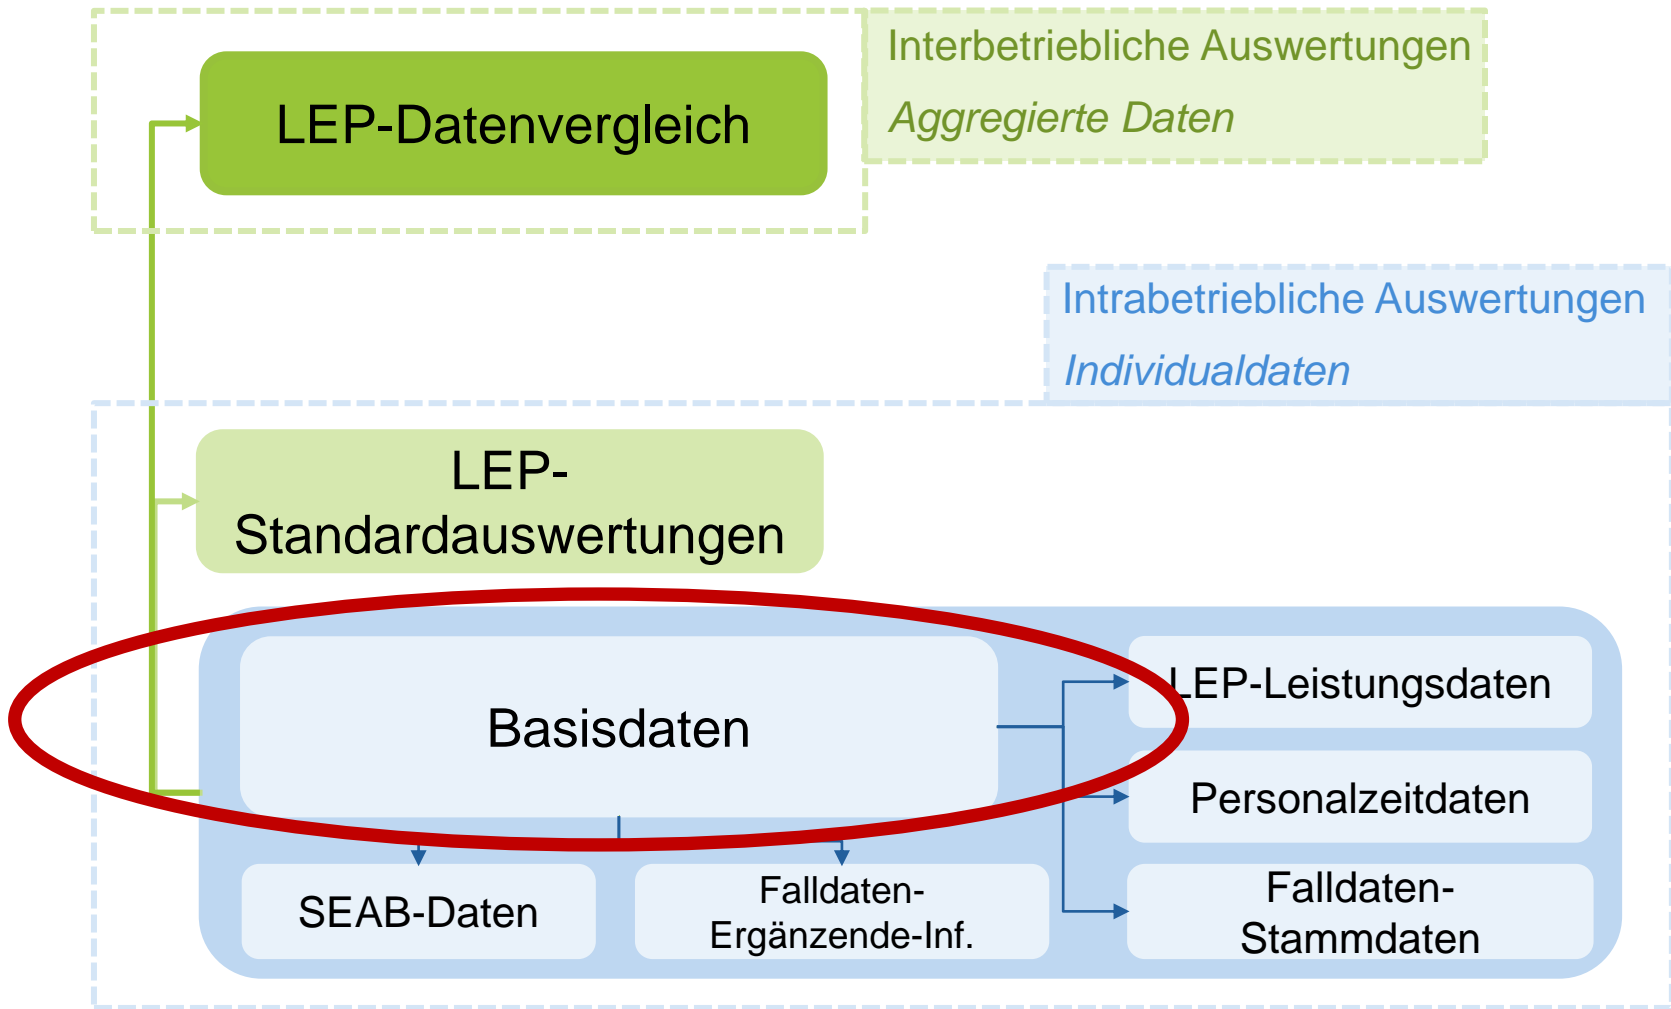 LEP-Datenvergleich
Interbetriebliche Auswertungen
Aggregierte Daten
Intrabetriebliche Auswertungen
Individualdaten
LEP-
Standardauswertungen
Basisdaten
LEP-Leistungsdaten
Personalzeitdaten
SEAB-Daten
Falldaten-
Ergänzende-Inf.
Falldaten-
Stammdaten